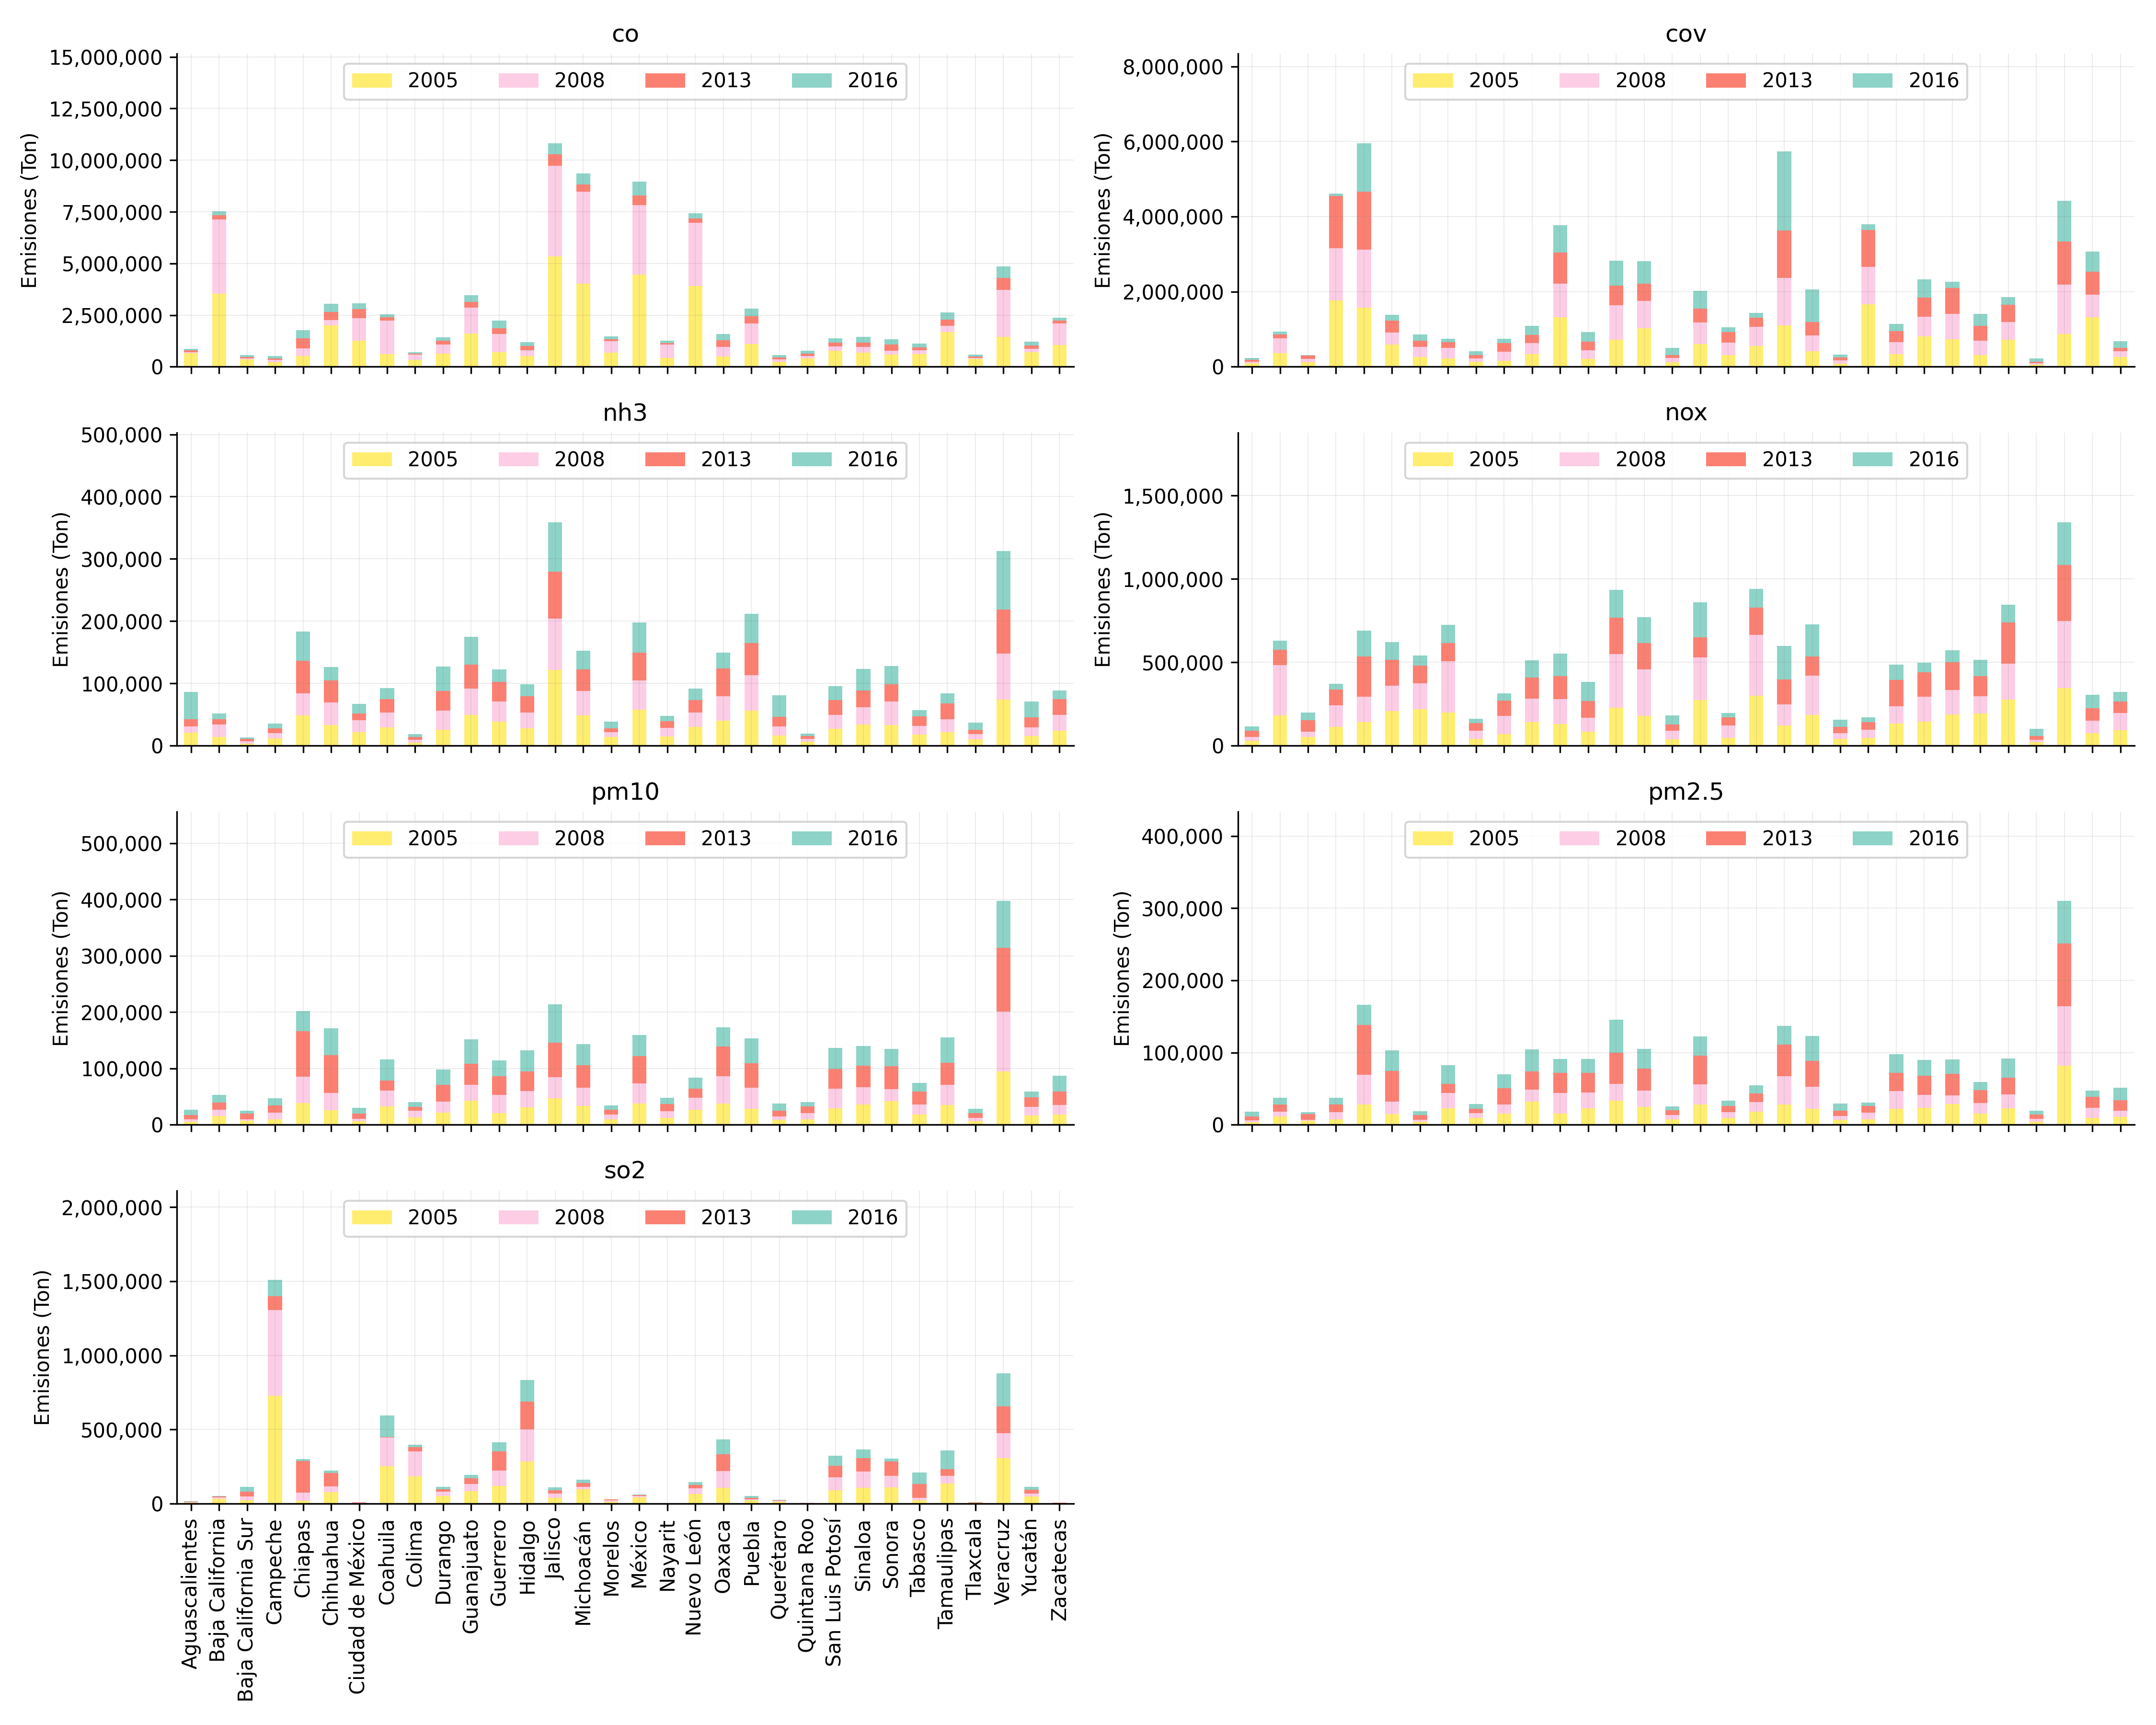 co
15,000,000
12,500,000
10,000,000
7,500,000
5,000,000
2,500,000
0
Emisiones (Ton)
2005 2008 2013 2016
cov
8,000,000
6,000,000
4,000,000
2,000,000
0
Emisiones (Ton)
2005 2008 2013 2016
nh3
500,000
400,000
300,000
200,000
100,000
0
Emisiones (Ton)
2005 2008 2013 2016
nox
1,500,000
1,000,000
500,000
0
Emisiones (Ton)
2005 2008 2013 2016
pm10
500,000
400,000
300,000
200,000
100,000
0
Emisiones (Ton)
2005 2008 2013 2016
pm2.5
400,000
300,000
200,000
100,000
0
Emisiones (Ton)
2005 2008 2013 2016
so2
2,000,000
1,500,000
1,000,000
500,000
0
Emisiones (Ton)
2005 2008 2013 2016
Aguascalientes
Baja California
Baja California Sur
Campeche
Chiapas
Chihuahua
Ciudad de México
Coahuila
Colima
Durango
Guanajuato
Guerrero
Hidalgo
Jalisco
Michoacán
Morelos
México
Nayarit
Nuevo León
Oaxaca
Puebla
Querétaro
Quintana Roo
San Luis Potosí
Sinaloa
Sonora
Tabasco
Tamaulipas
Tlaxcala
Veracruz
Yucatán
Zacatecas